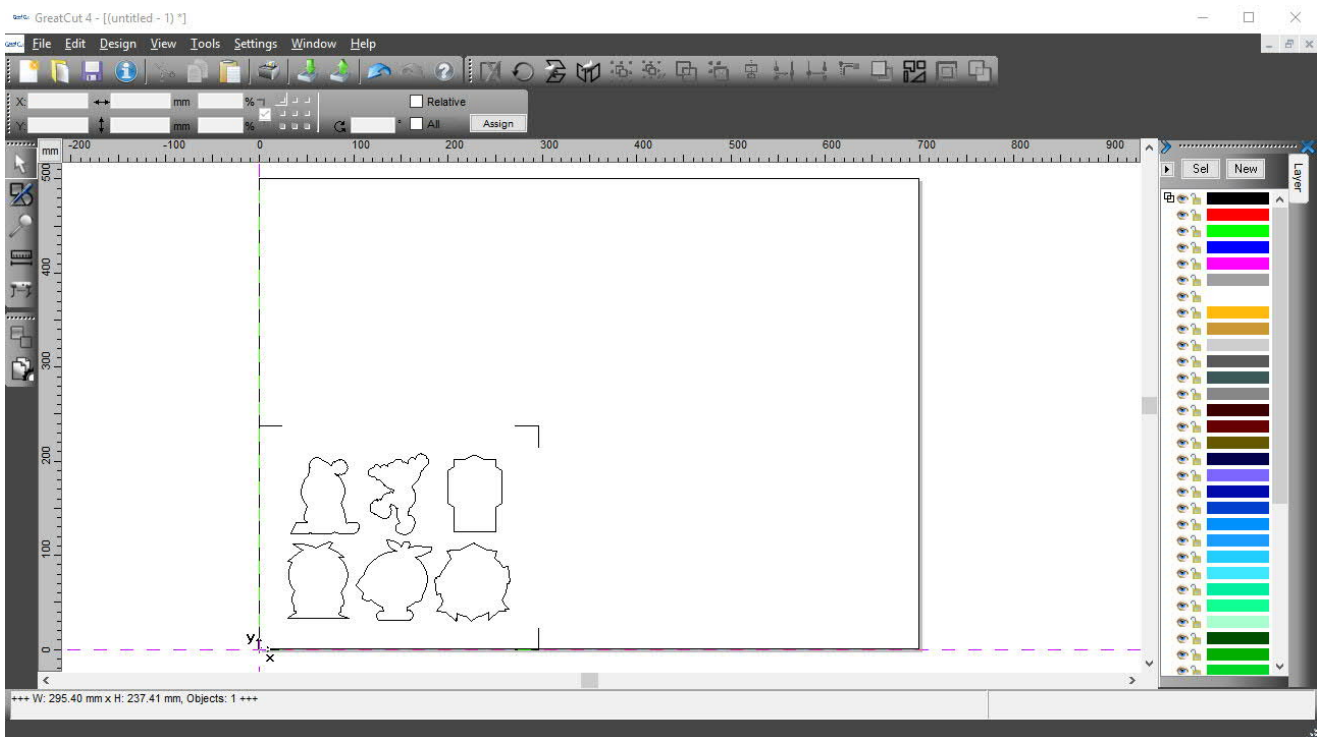 GreatCut 4 - [(untitled - 1) *]
File Edit Design View Tools Settings Window Help
X: mm % Relative
Y: mm % ° All Assign
mm -200 -100 0 100 200 300 400 500 600 700 800 900
Sel New
Layer
500
400
300
200
100
0
y
x
+++ W: 295.40 mm x H: 237.41 mm, Objects: 1 +++